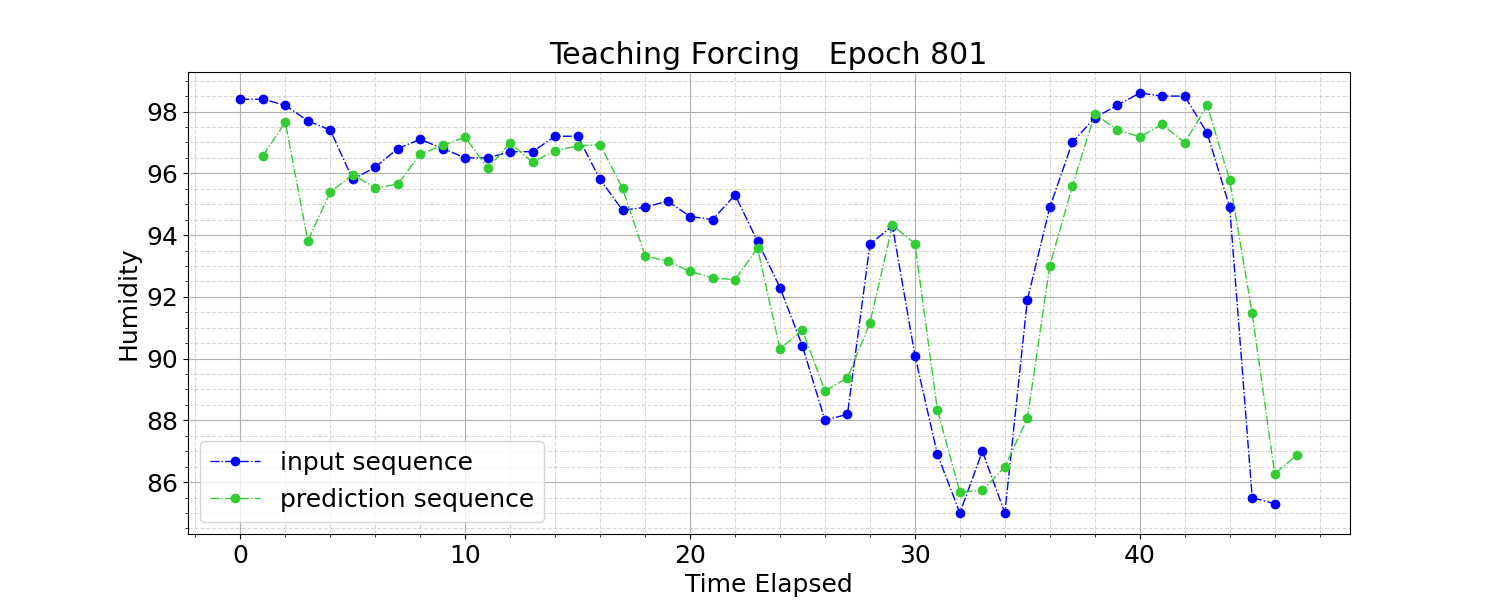 Teaching Forcing   Epoch 801
Humidity
98
96
94
92
90
88
86
input sequence
prediction sequence
0 10 20 30 40
Time Elapsed